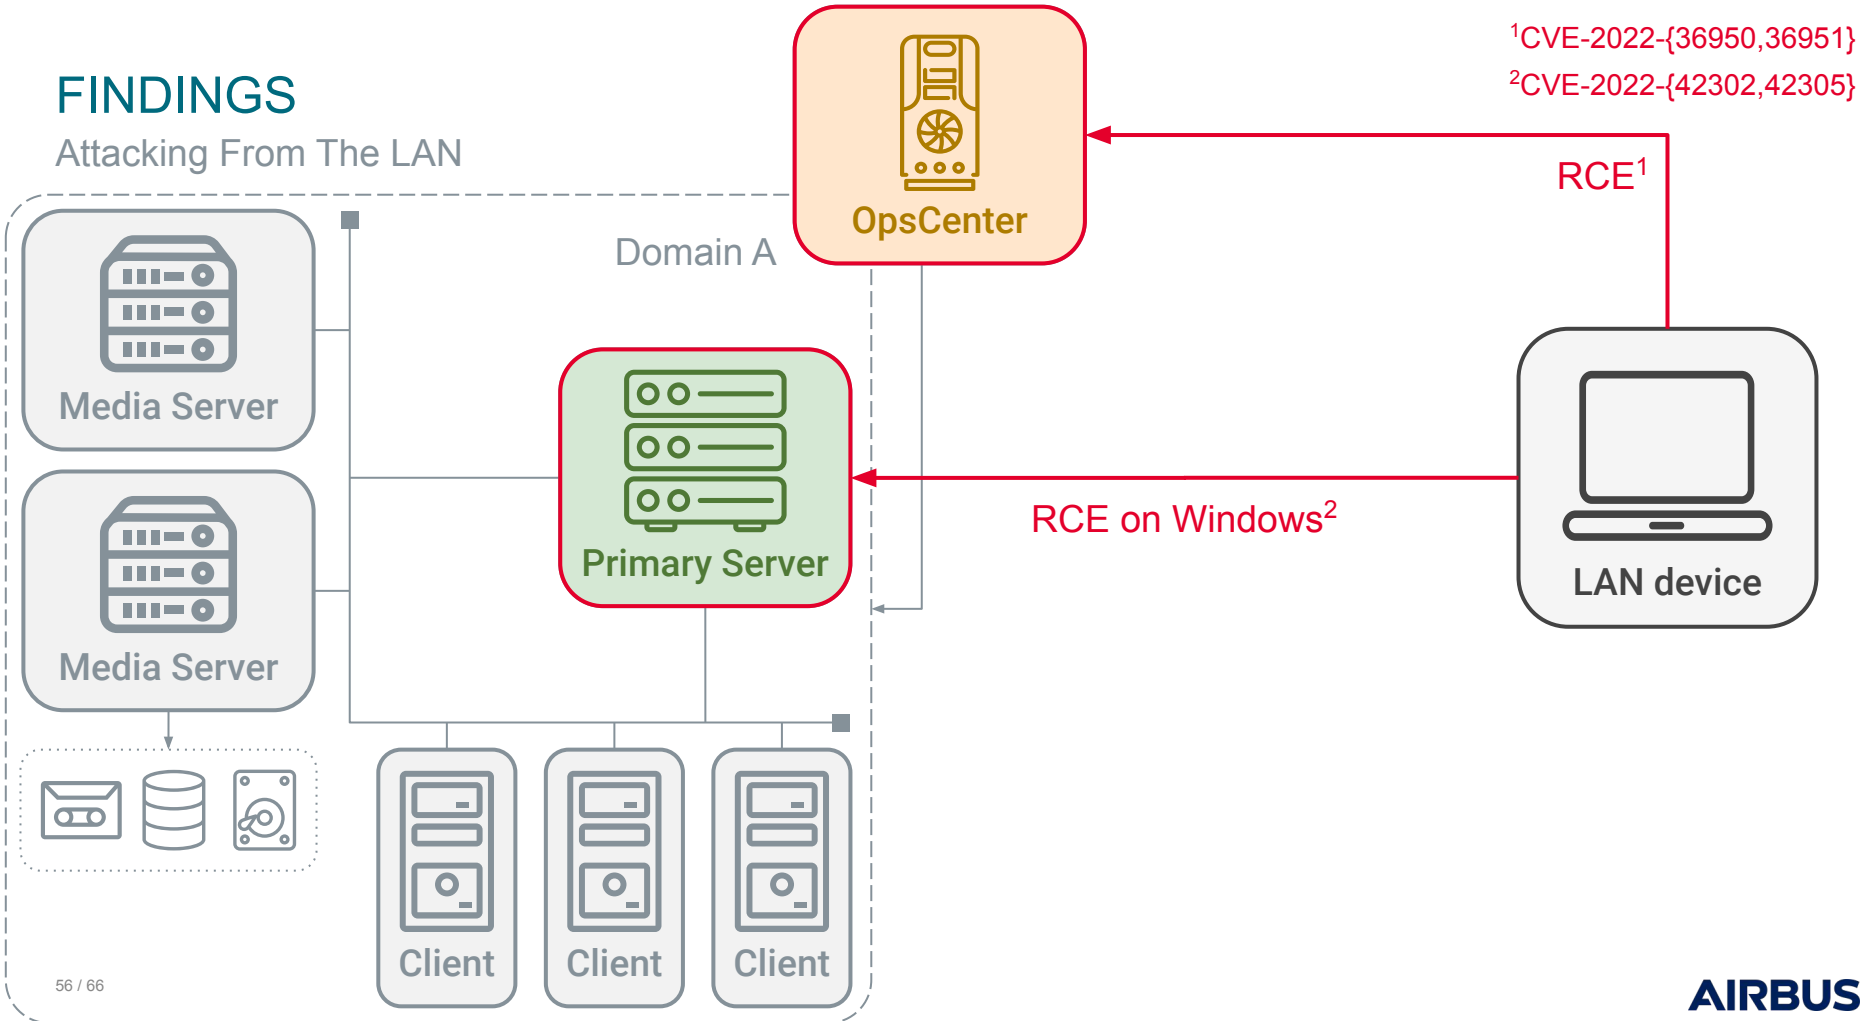 FINDINGS
Attacking From The LAN
¹CVE-2022-{36950,36951}
²CVE-2022-{42302,42305}
RCE¹
OpsCenter
Domain A
Media Server
Primary Server
RCE on Windows²
LAN device
Media Server
Client
Client
Client
56 / 66
AIRBUS